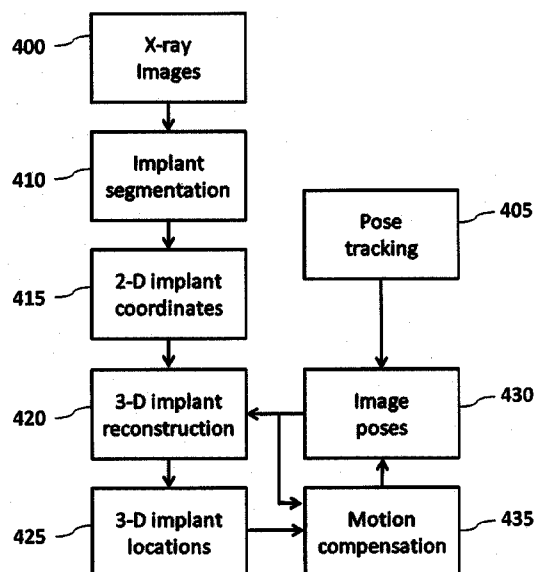 400
X-ray
Images
410
Implant
segmentation
405
Pose
tracking
415
2-D implant
coordinates
420
3-D implant
reconstruction
430
Image
poses
425
3-D implant
locations
435
Motion
compensation